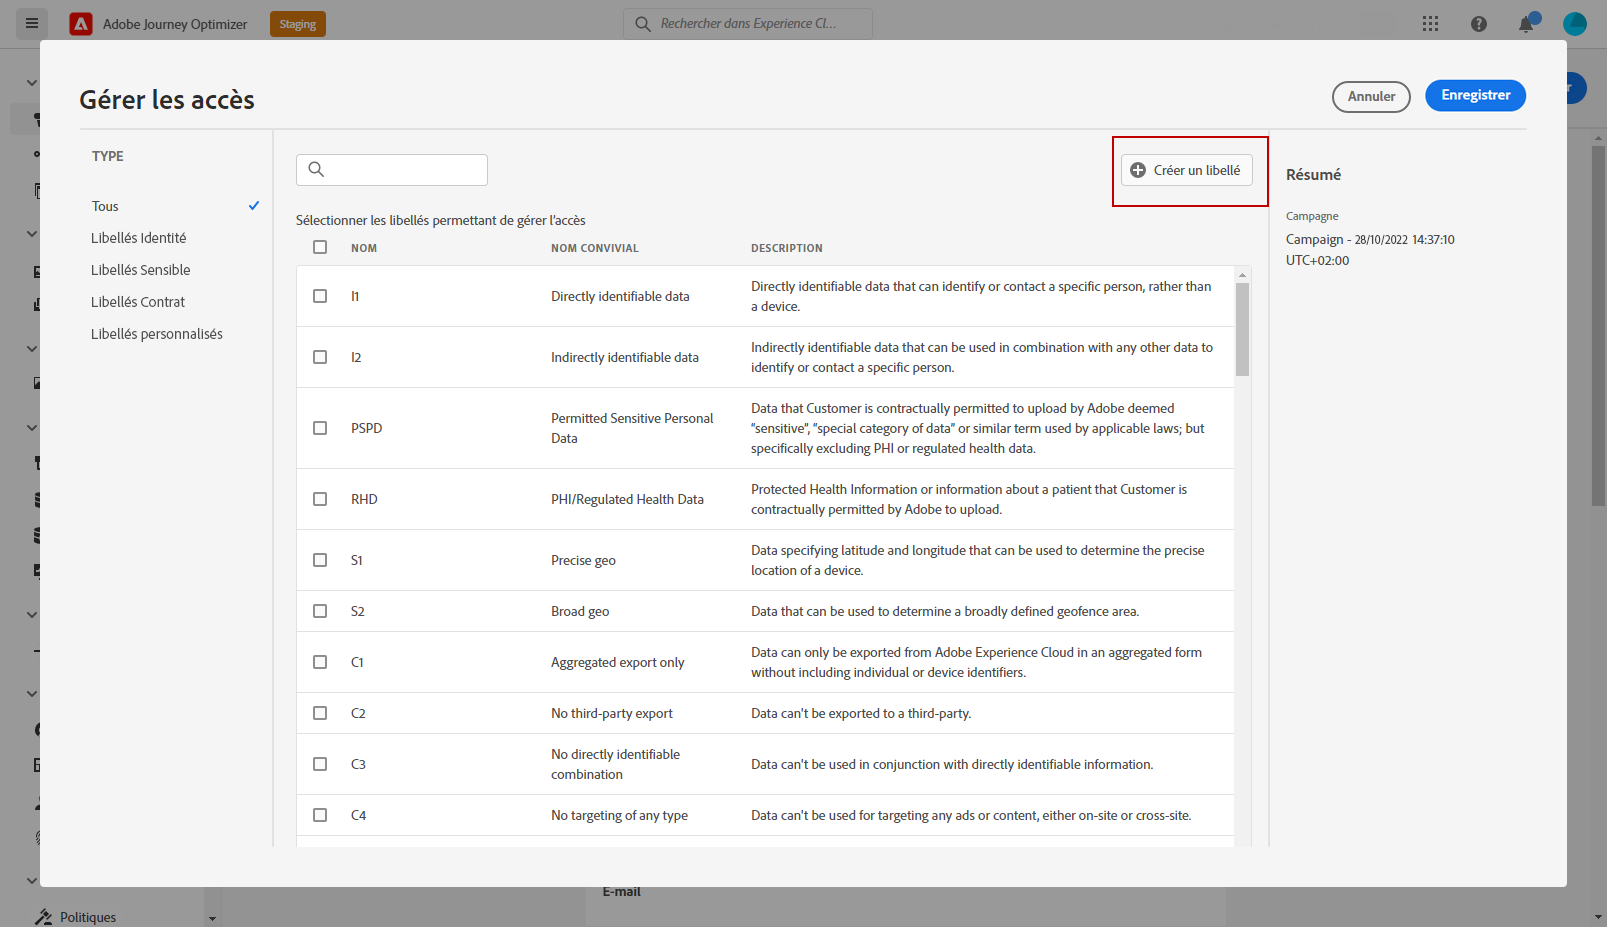 Adobe Journey Optimizer
Staging
Rechercher dans Experience Cl...
Gérer les accès
Annuler
Enregistrer
r
TYPE
Tous
Libellés Identité
Libellés Sensible
Libellés Contrat
Libellés personnalisés
Créer un libellé
Sélectionner les libellés permettant de gérer l'accès
NOM
NOM CONVIVIAL
DESCRIPTION
I1
Directly identifiable data
Directly identifiable data that can identify or contact a specific person, rather than
a device.
I2
Indirectly identifiable data
Indirectly identifiable data that can be used in combination with any other data to
identify or contact a specific person.
PSPD
Permitted Sensitive Personal
Data
Data that Customer is contractually permitted to upload by Adobe deemed
“sensitive”, “special category of data” or similar term used by applicable laws; but
specifically excluding PHI or regulated health data.
RHD
PHI/Regulated Health Data
Protected Health Information or information about a patient that Customer is
contractually permitted by Adobe to upload.
S1
Precise geo
Data specifying latitude and longitude that can be used to determine the precise
location of a device.
S2
Broad geo
Data that can be used to determine a broadly defined geofence area.
C1
Aggregated export only
Data can only be exported from Adobe Experience Cloud in an aggregated form
without including individual or device identifiers.
C2
No third-party export
Data can't be exported to a third-party.
C3
No directly identifiable
combination
Data can't be used in conjunction with directly identifiable information.
C4
No targeting of any type
Data can't be used for targeting any ads or content, either on-site or cross-site.
Résumé
Campagne
Campaign - 28/10/2022 14:37:10
UTC+02:00
E-mail
Politiques